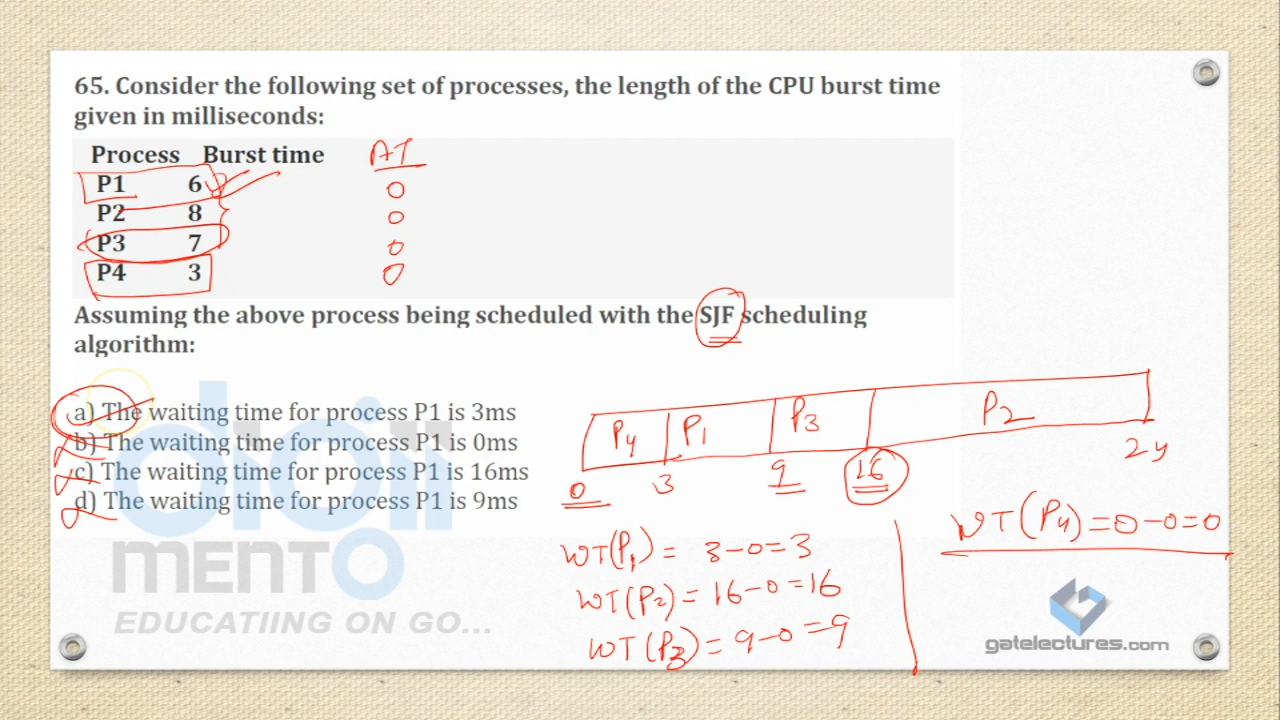 65. Consider the following set of processes, the length of the CPU burst time
given in milliseconds:
Process Burst time AT
P1 6 0
P2 8 0
P3 7 0
P4 3 0
Assuming the above process being scheduled with the SJF scheduling
algorithm:
a) The waiting time for process P1 is 3ms
b) The waiting time for process P1 is 0ms
c) The waiting time for process P1 is 16ms
d) The waiting time for process P1 is 9ms
P4 P1 P3 P2
0 3 9 16 24
WT(P1) = 3-0=3
WT(P2) = 16-0=16
WT(P3) = 9-0=9
WT(P4)=0-0=0
digii
MENTO
EDUCATIING ON GO...
gatelectures.com